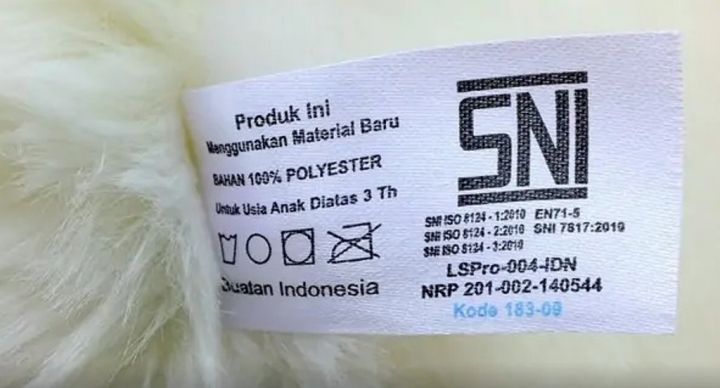 Produk Ini
Menggunakan Material Baru
BAHAN 100% POLYESTER
Untuk Usia Anak Diatas 3 Th
Buatan Indonesia
SNI
SNI ISO 8124 - 1:2010 EN71-5
SNI ISO 8124 - 2:2010 SNI 7817:2010
SNI ISO 8124 - 3:2010
LSPro-004-IDN
NRP 201-002-140544
Kode 183-09